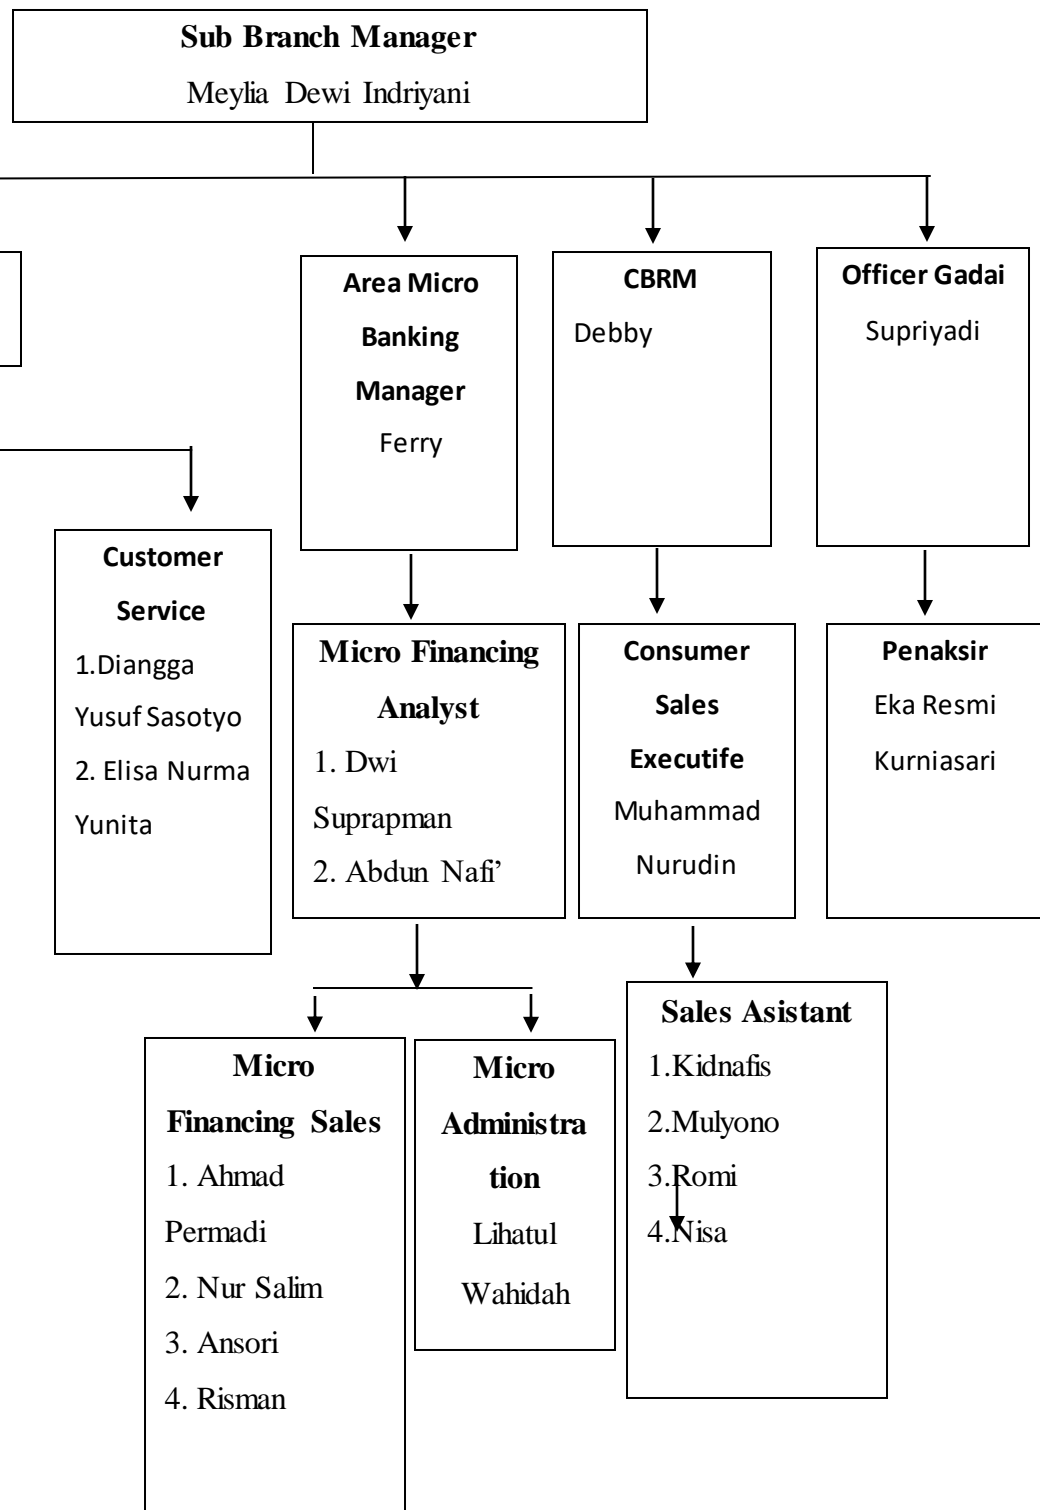 Sub Branch Manager
Meylia Dewi Indriyani
Area Micro
Banking
Manager
Ferry
CBRM
Debby
Officer Gadai
Supriyadi
Customer
Service
1.Diangga
Yusuf Sasotyo
2. Elisa Nurma
Yunita
Micro Financing
Analyst
1. Dwi
Suprapman
2. Abdun Nafi’
Consumer
Sales
Executife
Muhammad
Nurudin
Penaksir
Eka Resmi
Kurniasari
Micro
Financing Sales
1. Ahmad
Permadi
2. Nur Salim
3. Ansori
4. Risman
Micro
Administra
tion
Lihatul
Wahidah
Sales Asistant
1.Kidnafis
2.Mulyono
3.Romi
4.Nisa